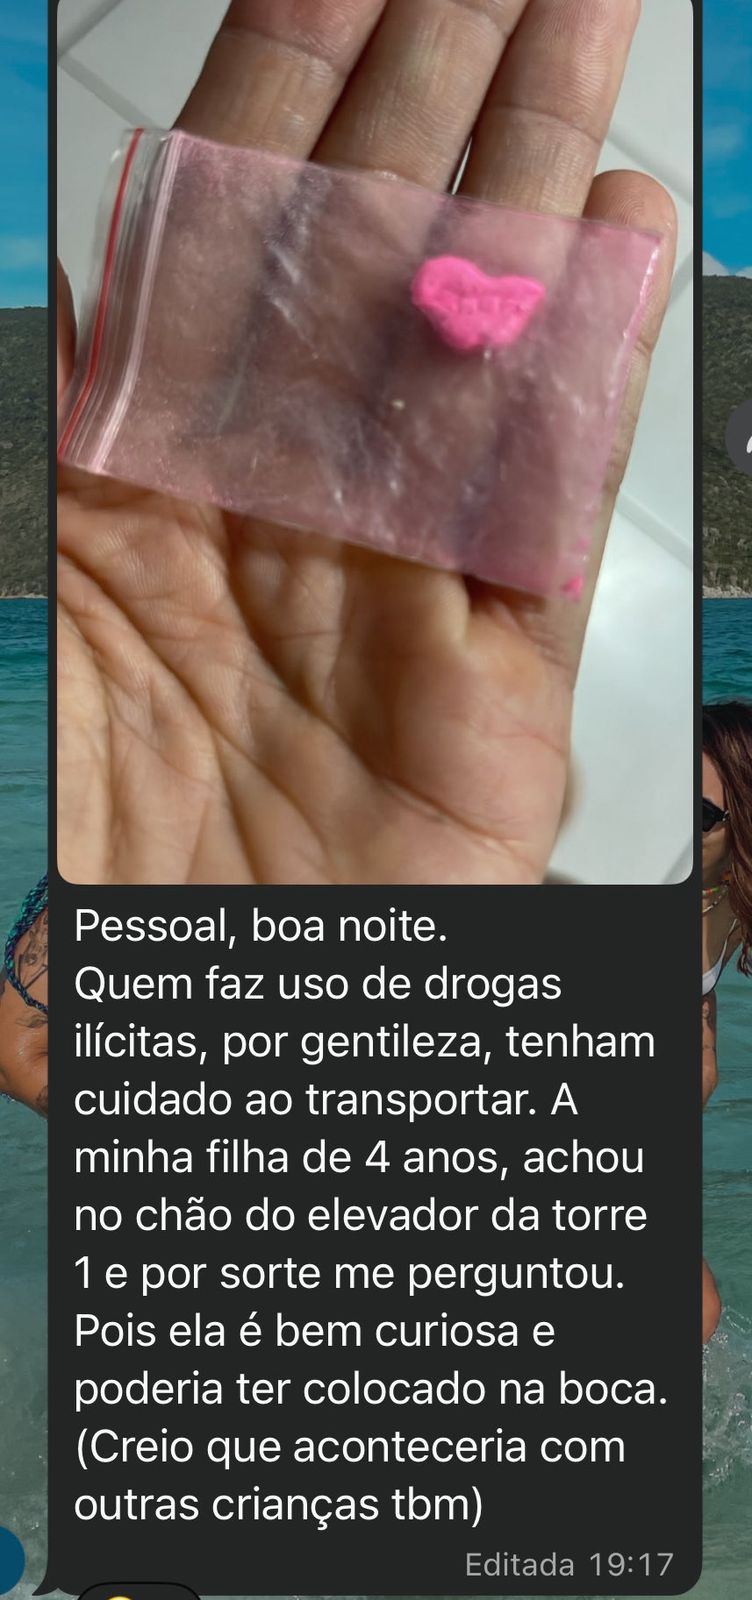 Pessoal, boa noite.
Quem faz uso de drogas
ilícitas, por gentileza, tenham
cuidado ao transportar. A
minha filha de 4 anos, achou
no chão do elevador da torre
1 e por sorte me perguntou.
Pois ela é bem curiosa e
poderia ter colocado na boca.
(Creio que aconteceria com
outras crianças tbm)
Editada 19:17